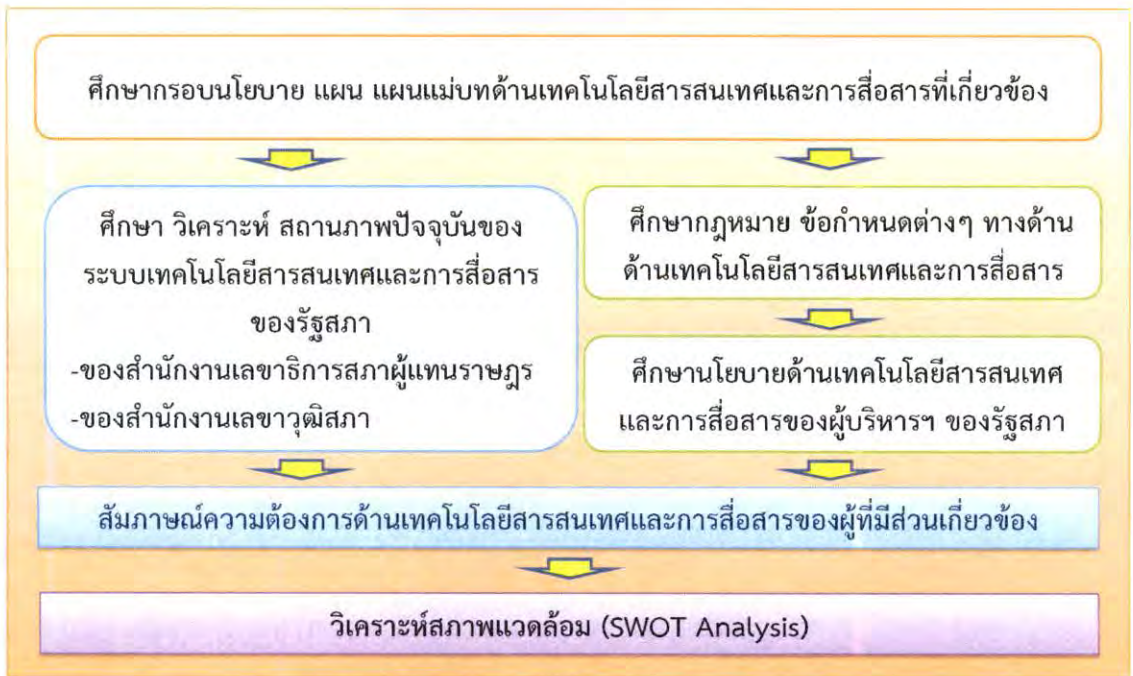 ศึกษากรอบนโยบาย แผน แผนแม่บทด้านเทคโนโลยีสารสนเทศและการสื่อสารที่เกี่ยวข้อง
ศึกษา วิเคราะห์ สถานภาพปัจจุบันของ
ระบบเทคโนโลยีสารสนเทศและการสื่อสาร
ของรัฐสภา
-ของสำนักงานเลขาธิการสภาผู้แทนราษฎร
-ของสำนักงานเลขาวุฒิสภา
ศึกษากฎหมาย ข้อกำหนดต่างๆ ทางด้าน
ด้านเทคโนโลยีสารสนเทศและการสื่อสาร
ศึกษานโยบายด้านเทคโนโลยีสารสนเทศ
และการสื่อสารของผู้บริหารฯ ของรัฐสภา
สัมภาษณ์ความต้องการด้านเทคโนโลยีสารสนเทศและการสื่อสารของผู้ที่มีส่วนเกี่ยวข้อง
วิเคราะห์สภาพแวดล้อม (SWOT Analysis)